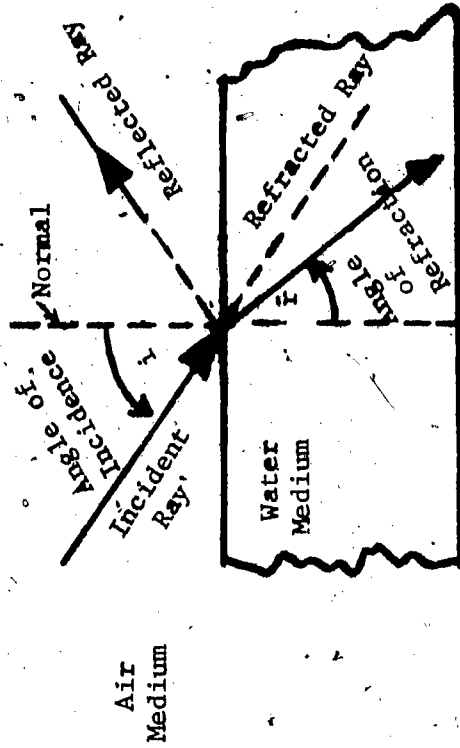 Normal
Angle of.
Incidence
i
Reflected Ray
Incident
Ray'
Air
Medium
Water
Medium
r
Refracted Ray
Angle
of
Refraction